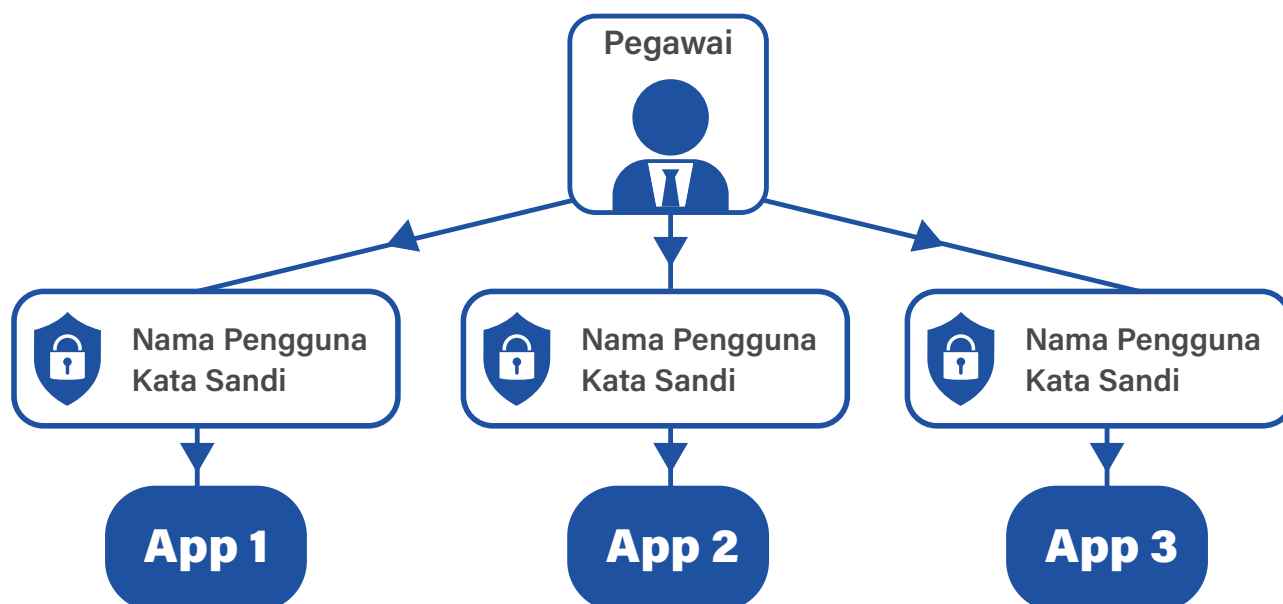 Pegawai
Nama Pengguna
Kata Sandi
Nama Pengguna
Kata Sandi
Nama Pengguna
Kata Sandi
App 1
App 2
App 3